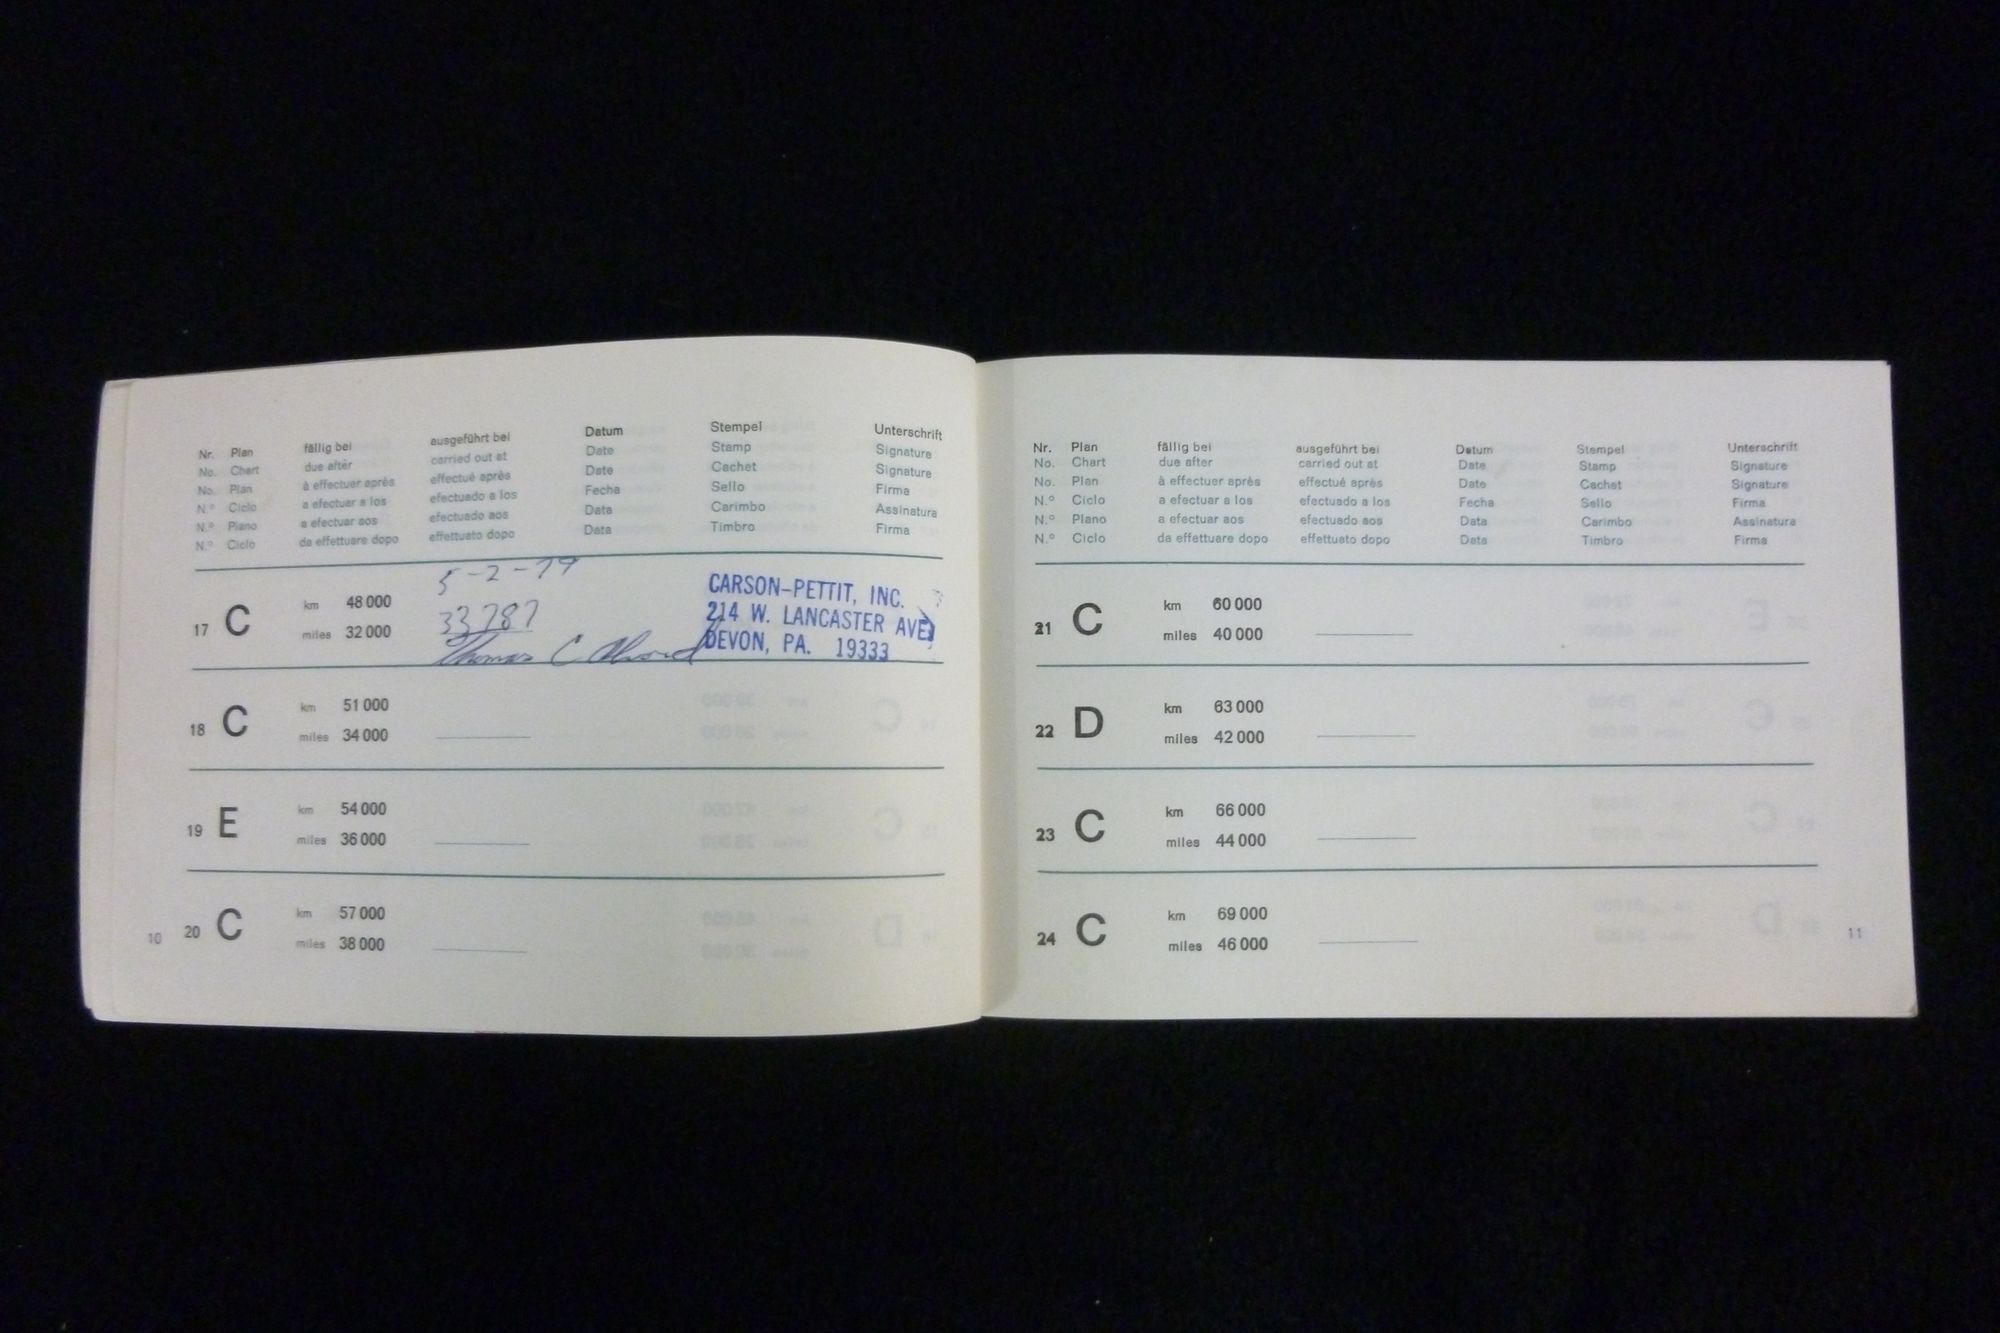 Nr. Plan fällig bei ausgeführt bei Datum Stempel Unterschrift
No. Chart due after carried out at Date Stamp Signature
No. Plan à effectuer après effectué après Date Cachet Signature
N.º Ciclo a efectuar a los efectuado a los Fecha Sello Firma
N.º Plano a efectuar aos efectuado aos Data Carimbo Assinatura
N.º Ciclo da effettuare dopo effettuato dopo Data Timbro Firma
5-2-79
17 C km 48 000 33787 CARSON-PETTIT, INC.
miles 32 000 Thomas C 214 W. LANCASTER AVE
DEVON, PA. 19333
18 C km 51 000
miles 34 000
19 E km 54 000
miles 36 000
20 C km 57 000
miles 38 000
10
Nr. Plan fällig bei ausgeführt bei Datum Stempel Unterschrift
No. Chart due after carried out at Date Stamp Signature
No. Plan à effectuer après effectué après Date Cachet Signature
N.º Ciclo a efectuar a los efectuado a los Fecha Sello Firma
N.º Plano a efectuar aos efectuado aos Data Carimbo Assinatura
N.º Ciclo da effettuare dopo effettuato dopo Data Timbro Firma
21 C km 60 000
miles 40 000
22 D km 63 000
miles 42 000
23 C km 66 000
miles 44 000
24 C km 69 000
miles 46 000
11